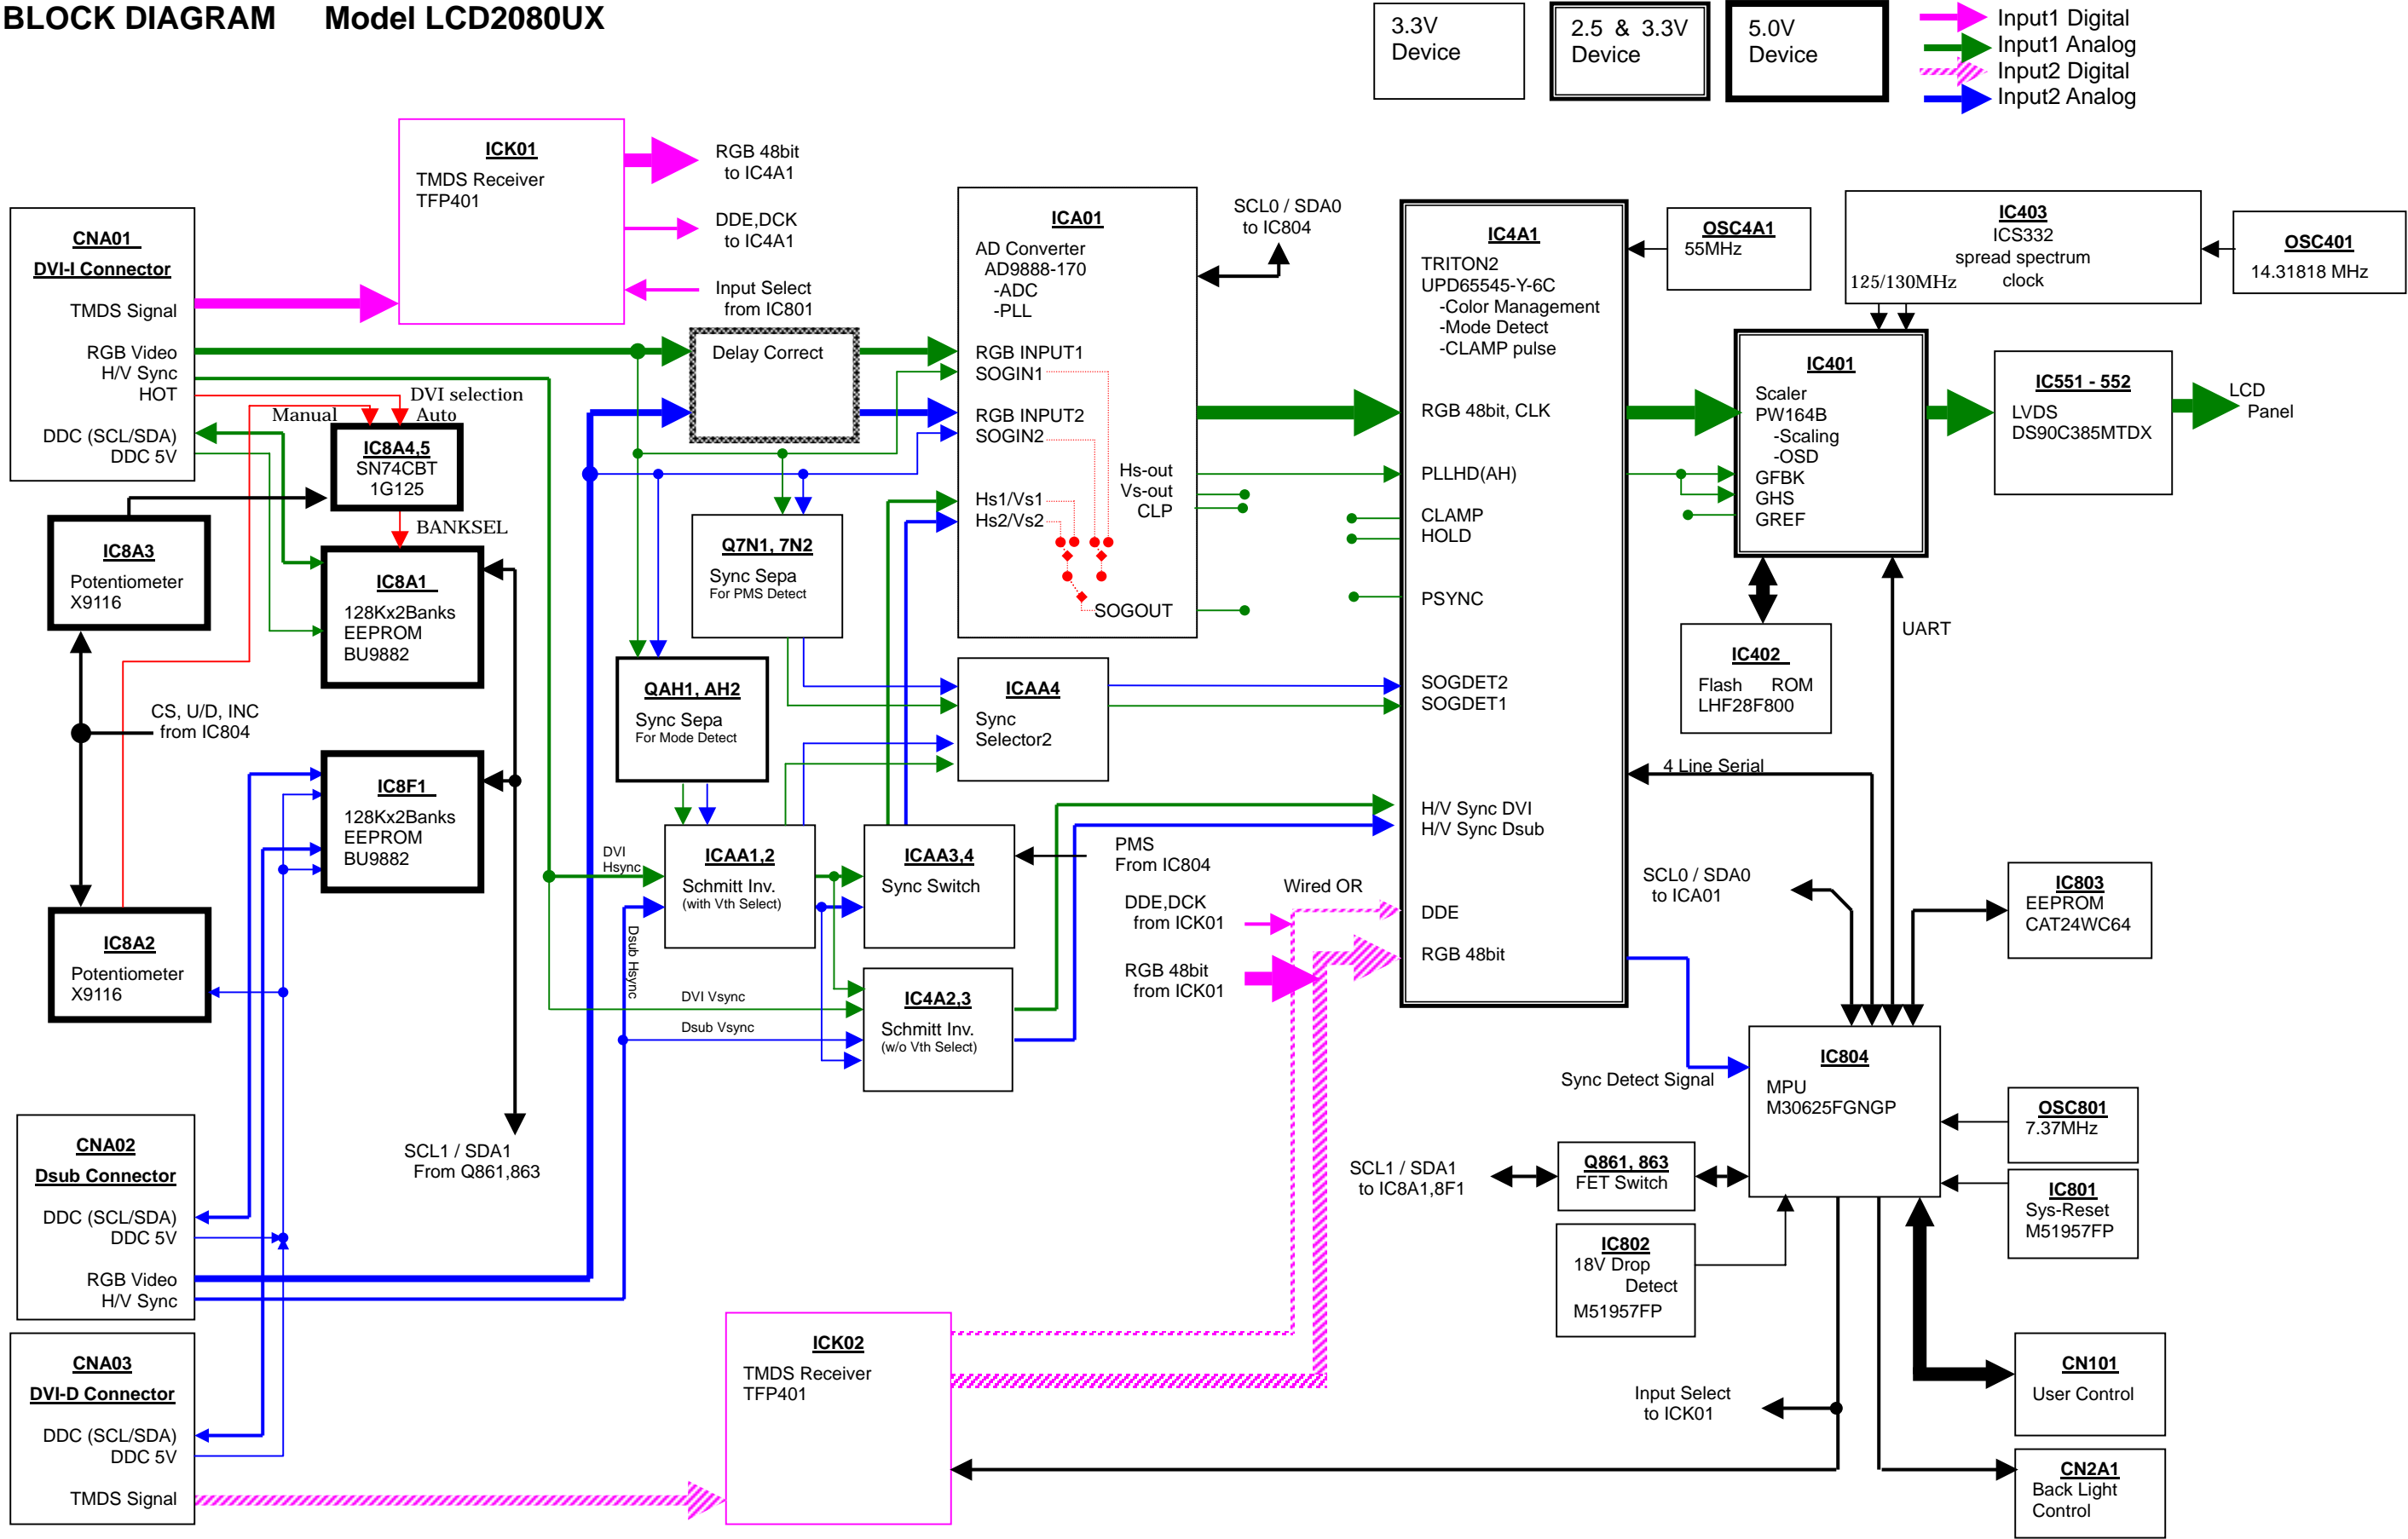 BLOCK DIAGRAM Model LCD2080UX
3.3V
Device
2.5 & 3.3V
Device
5.0V
Device
Input1 Digital
Input1 Analog
Input2 Digital
Input2 Analog
CNA01
DVI-I Connector
TMDS Signal
RGB Video
H/V Sync
HOT
DDC (SCL/SDA)
DDC 5V
ICK01
TMDS Receiver
TFP401
RGB 48bit
to IC4A1
DDE,DCK
to IC4A1
Input Select
from IC801
Manual
DVI selection
Auto
IC8A4,5
SN74CBT
1G125
BANKSEL
IC8A3
Potentiometer
X9116
IC8A1
128Kx2Banks
EEPROM
BU9882
CS, U/D, INC
from IC804
IC8F1
128Kx2Banks
EEPROM
BU9882
IC8A2
Potentiometer
X9116
SCL1 / SDA1
From Q861,863
CNA02
Dsub Connector
DDC (SCL/SDA)
DDC 5V
RGB Video
H/V Sync
CNA03
DVI-D Connector
DDC (SCL/SDA)
DDC 5V
TMDS Signal
Delay Correct
Q7N1, 7N2
Sync Sepa
For PMS Detect
QAH1, AH2
Sync Sepa
For Mode Detect
ICAA1,2
Schmitt Inv.
(with Vth Select)
DVI
Hsync
Dsub Hsync
DVI Vsync
Dsub Vsync
ICAA3,4
Sync Switch
IC4A2,3
Schmitt Inv.
(w/o Vth Select)
PMS
From IC804
ICA01
AD Converter
AD9888-170
-ADC
-PLL
RGB INPUT1
SOGIN1
RGB INPUT2
SOGIN2
Hs1/Vs1
Hs2/Vs2
Hs-out
Vs-out
CLP
SOGOUT
SCL0 / SDA0
to IC804
ICAA4
Sync
Selector2
Wired OR
DDE,DCK
from ICK01
RGB 48bit
from ICK01
ICK02
TMDS Receiver
TFP401
IC4A1
TRITON2
UPD65545-Y-6C
-Color Management
-Mode Detect
-CLAMP pulse
RGB 48bit, CLK
PLLHD(AH)
CLAMP
HOLD
PSYNC
SOGDET2
SOGDET1
H/V Sync DVI
H/V Sync Dsub
DDE
RGB 48bit
OSC4A1
55MHz
IC403
ICS332
spread spectrum
clock
125/130MHz
OSC401
14.31818 MHz
IC401
Scaler
PW164B
-Scaling
-OSD
GFBK
GHS
GREF
IC551 - 552
LVDS
DS90C385MTDX
LCD
Panel
IC402
Flash ROM
LHF28F800
UART
4 Line Serial
SCL0 / SDA0
to ICA01
IC803
EEPROM
CAT24WC64
IC804
MPU
M30625FGNGP
Sync Detect Signal
OSC801
7.37MHz
IC801
Sys-Reset
M51957FP
SCL1 / SDA1
to IC8A1,8F1
Q861, 863
FET Switch
IC802
18V Drop
Detect
M51957FP
Input Select
to ICK01
CN101
User Control
CN2A1
Back Light
Control